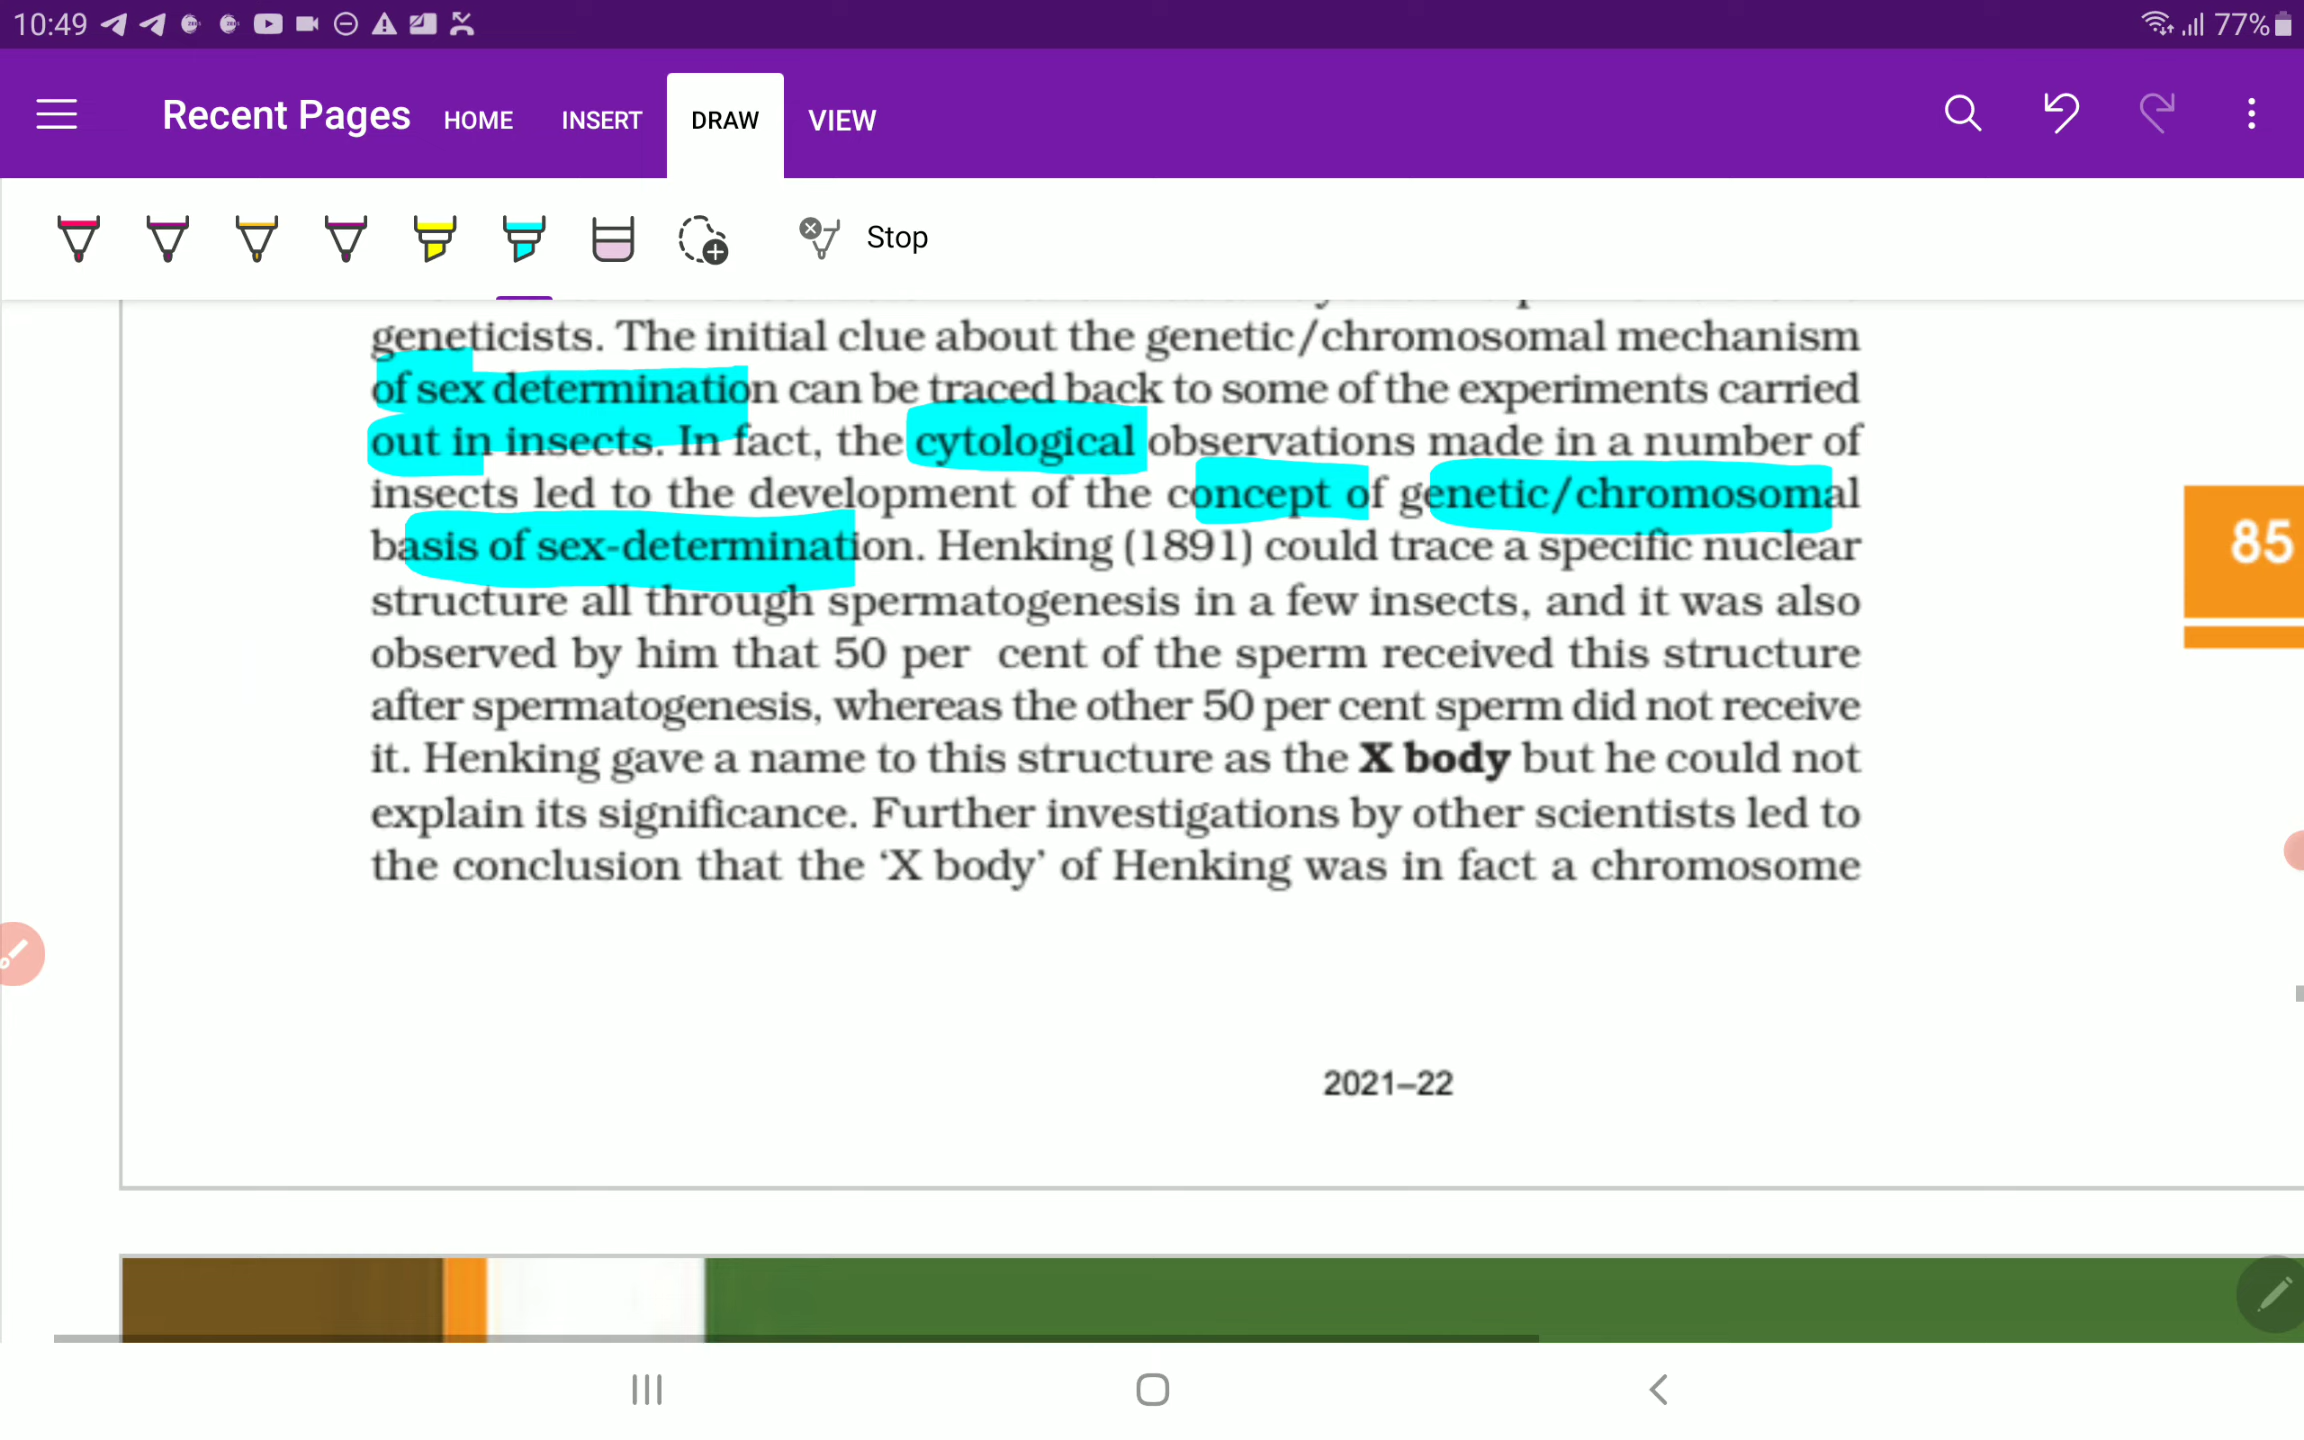 10:49 77%
Recent Pages HOME INSERT DRAW VIEW
Stop
geneticists. The initial clue about the genetic/chromosomal mechanism
of sex determination can be traced back to some of the experiments carried
out in insects. In fact, the cytological observations made in a number of
insects led to the development of the concept of genetic/chromosomal
basis of sex-determination. Henking (1891) could trace a specific nuclear
structure all through spermatogenesis in a few insects, and it was also
observed by him that 50 per cent of the sperm received this structure
after spermatogenesis, whereas the other 50 per cent sperm did not receive
it. Henking gave a name to this structure as the X body but he could not
explain its significance. Further investigations by other scientists led to
the conclusion that the ‘X body’ of Henking was in fact a chromosome
85
2021–22